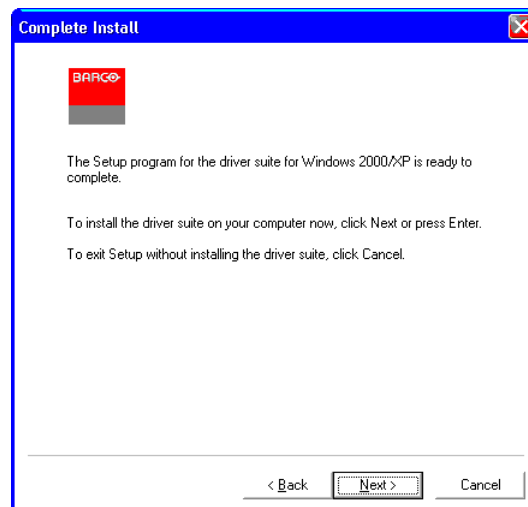 Complete Install
BARCO
The Setup program for the driver suite for Windows 2000/XP is ready to
complete.
To install the driver suite on your computer now, click Next or press Enter.
To exit Setup without installing the driver suite, click Cancel.
< Back
Next >
Cancel